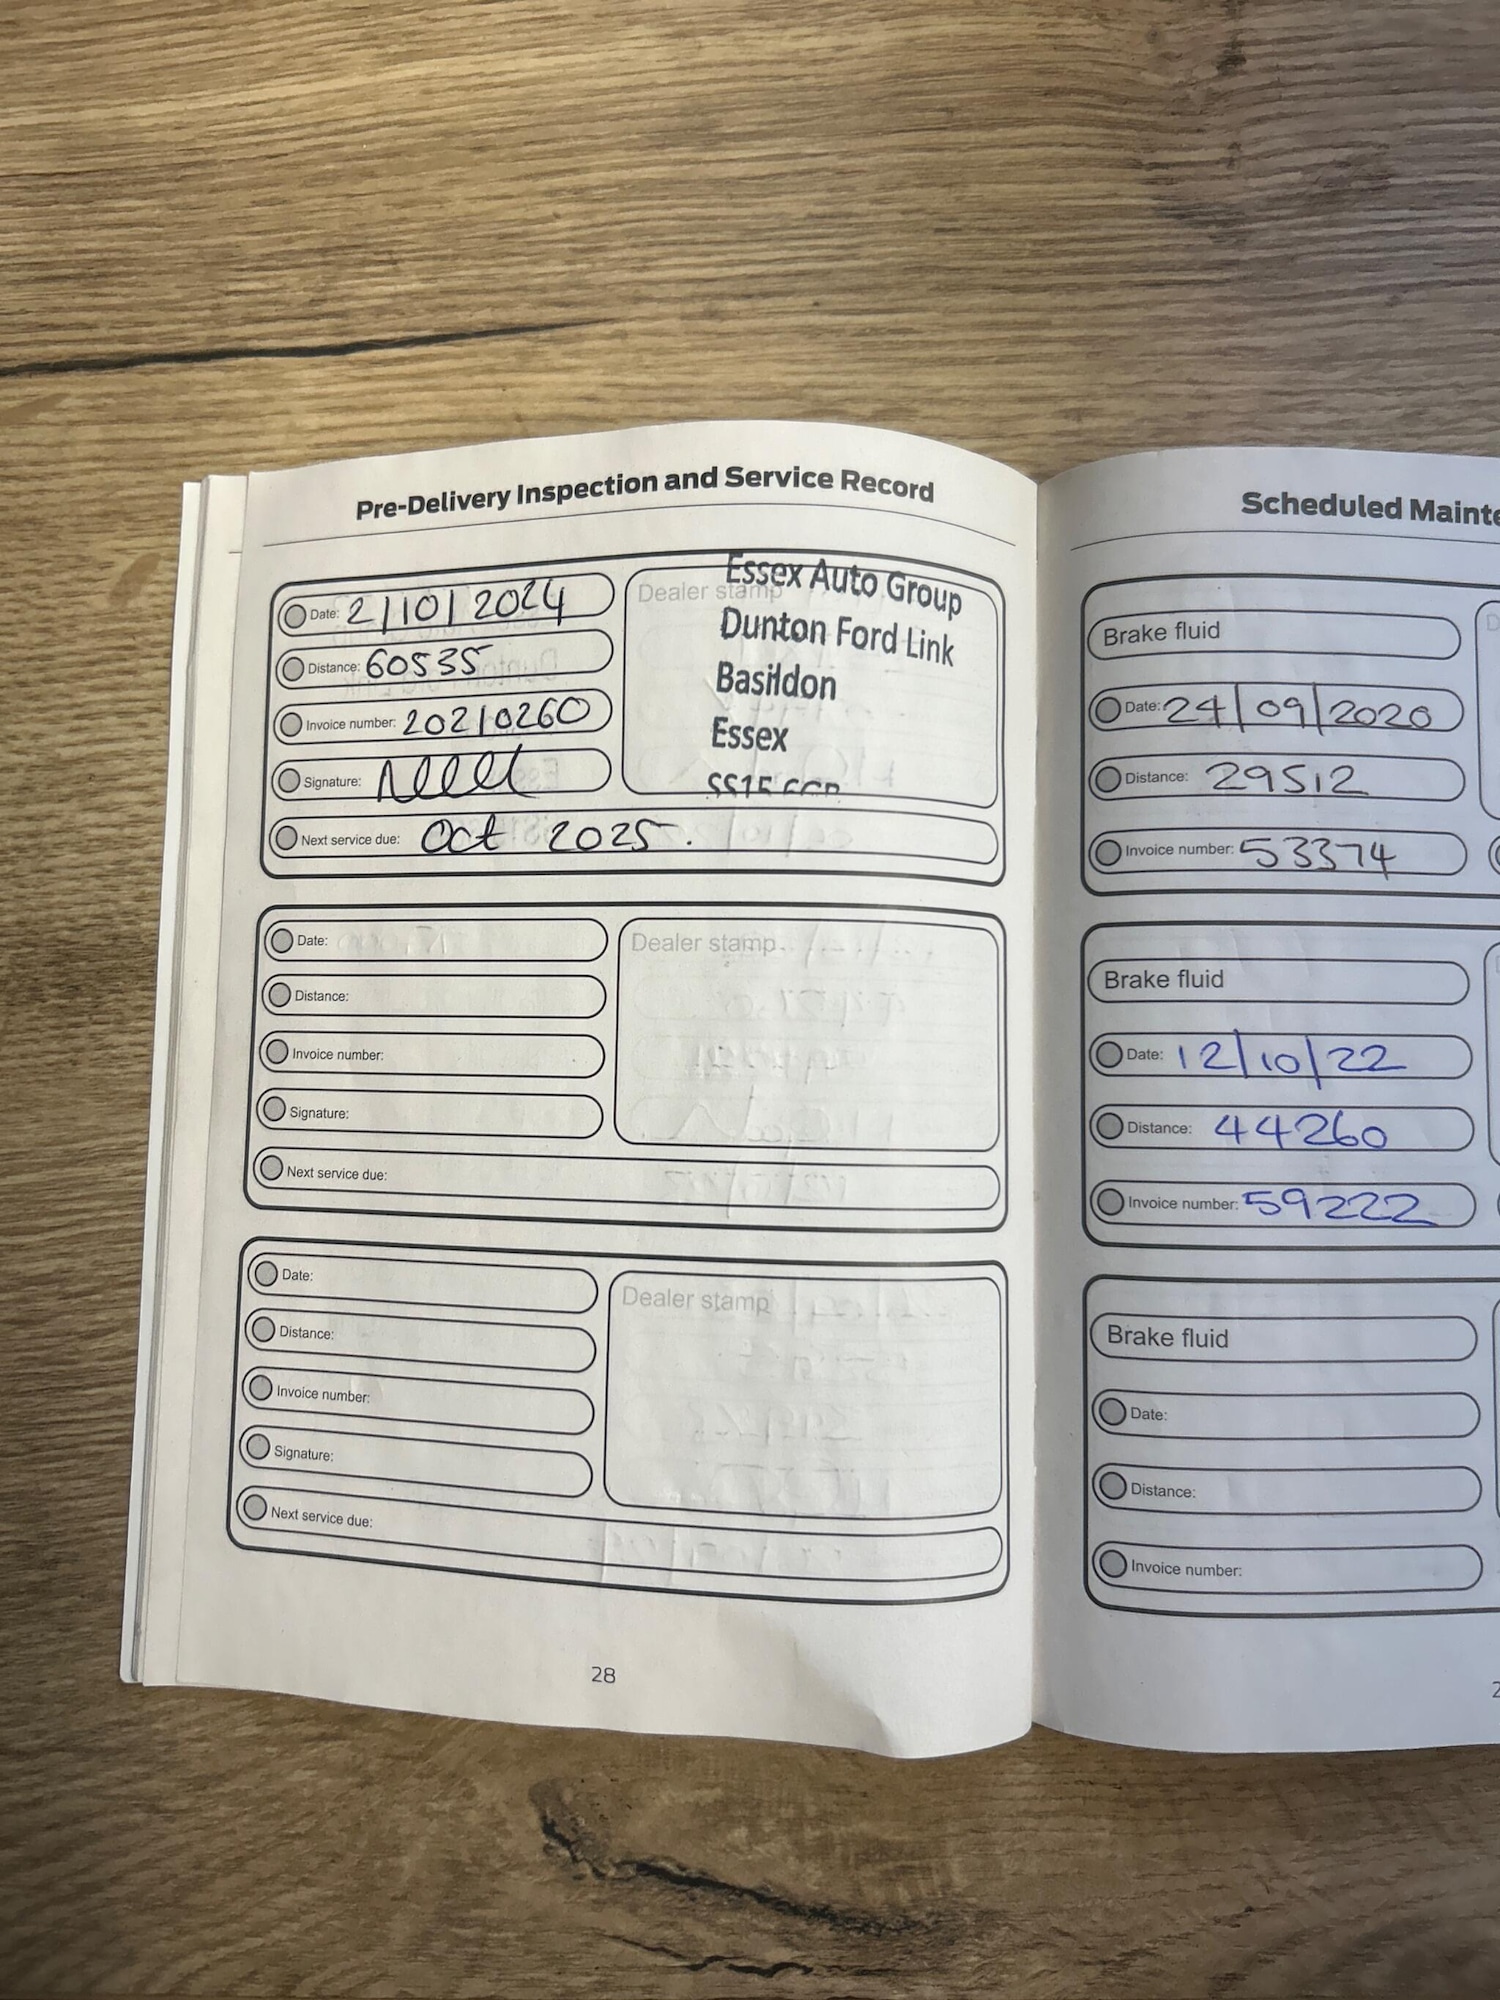 Pre-Delivery Inspection and Service Record
Date: 2/10/2024
Distance: 60535
Invoice number: 20210260
Signature:
Next service due: Oct 2025.
Dealer stamp
Essex Auto Group
Dunton Ford Link
Basildon
Essex
SS15
Date:
Distance:
Invoice number:
Signature:
Next service due:
Dealer stamp
Date:
Distance:
Invoice number:
Signature:
Next service due:
Dealer stamp
28
Scheduled
Brake fluid
Date: 24/09/2020
Distance: 29512
Invoice number: 53374
Brake fluid
Date: 12/10/22
Distance: 44260
Invoice number: 59222
Brake fluid
Date:
Distance:
Invoice number: